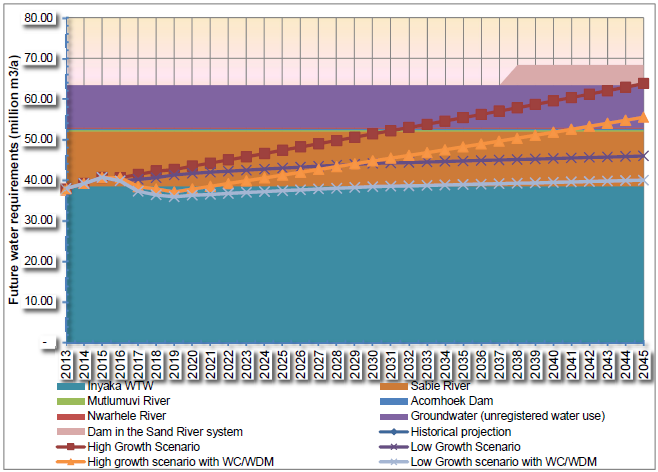 Future water requirements (million m3/a)
80.00
70.00
60.00
50.00
40.00
30.00
20.00
10.00
-
2013 2014 2015 2016 2017 2018 2019 2020 2021 2022 2023 2024 2025 2026 2027 2028 2029 2030 2031 2032 2033 2034 2035 2036 2037 2038 2039 2040 2041 2042 2043 2044 2045
Inyaka WTW
Sabie River
Mutlumuvi River
Acornhoek Dam
Nwarhele River
Groundwater (unregistered water use)
Dam in the Sand River system
Historical projection
High Growth Scenario
Low Growth Scenario
High growth scenario with WC/WDM
Low Growth scenario with WC/WDM